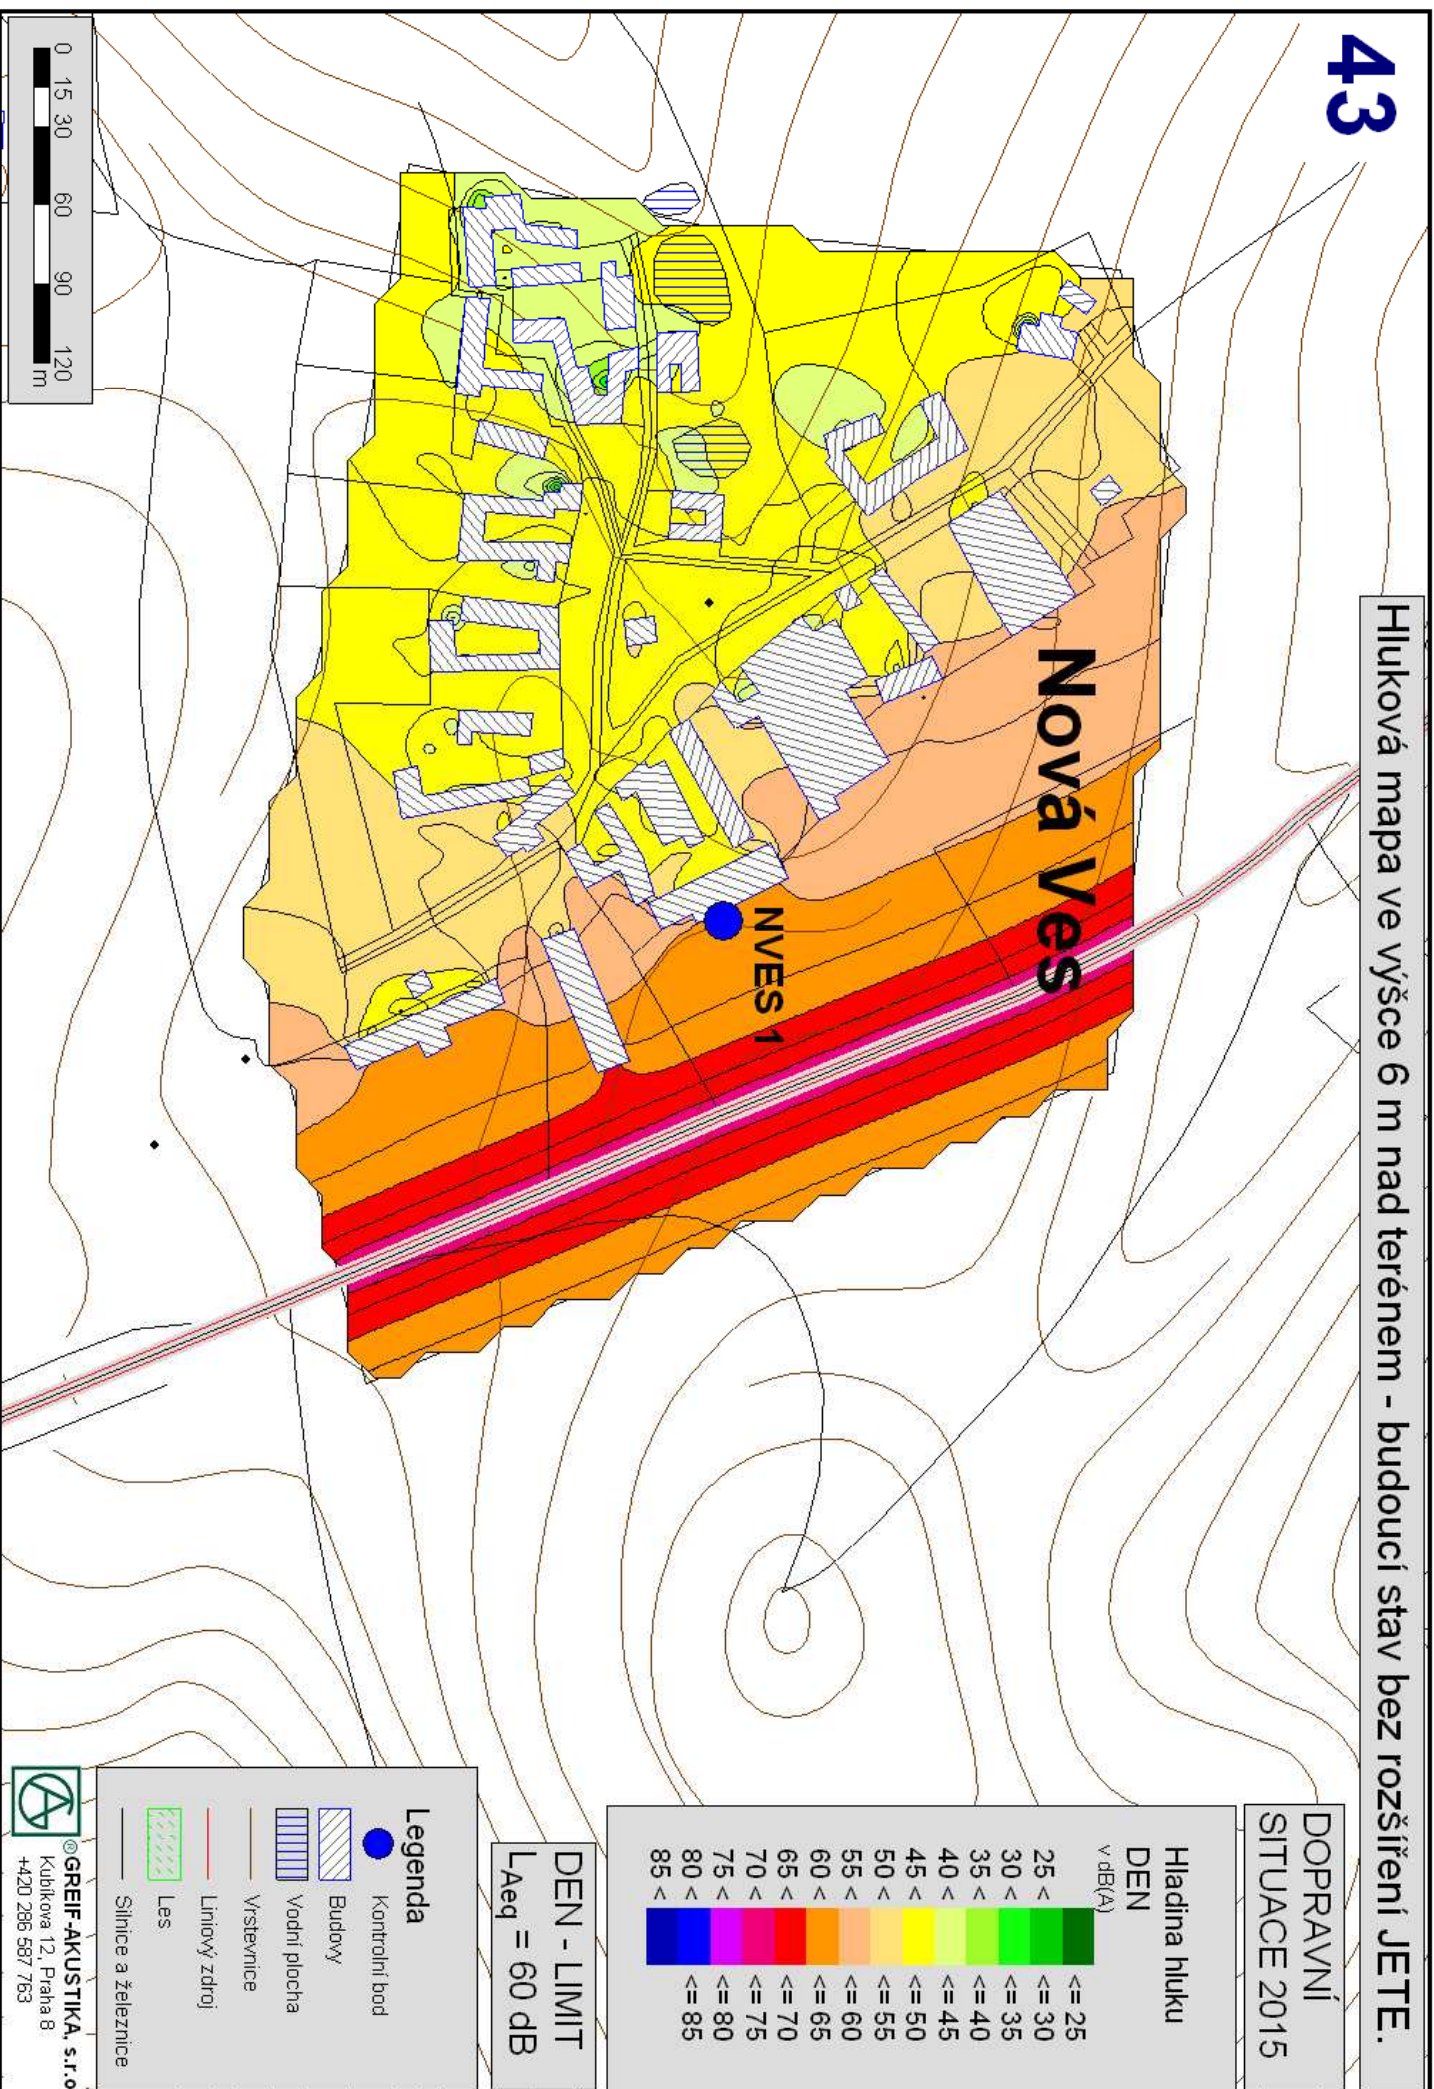 43
Hluková mapa ve výšce 6 m nad terénem - budoucí stav bez rozšíření JETE.
Nová Ves
NVES 1
DOPRAVNÍ
SITUACE 2015
Hladina hluku
DEN
v dB(A)
<= 25
25 < <= 30
30 < <= 35
35 < <= 40
40 < <= 45
45 < <= 50
50 < <= 55
55 < <= 60
60 < <= 65
65 < <= 70
70 < <= 75
75 < <= 80
80 < <= 85
85 <
DEN - LIMIT
LAeq = 60 dB
Legenda
Kontrolní bod
Budovy
Vodní plocha
Vrstevnice
Liniový zdroj
Les
Silnice a železnice
®GREIF-AKUSTIKA, s.r.o
Kubíkova 12, Praha 8
+420 286 587 763
0 15 30 60 90 120
m